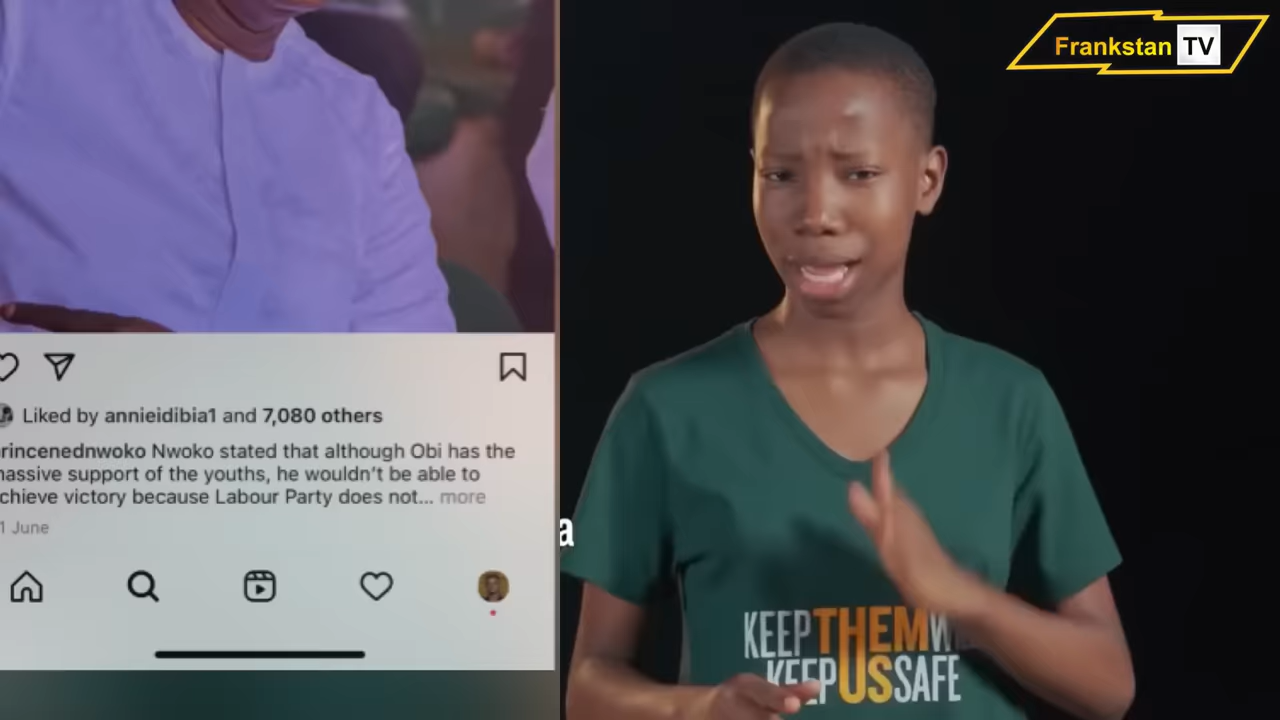 Frankstan TV
Liked by annieidibia1 and 7,080 others
rincenednwoko Nwoko stated that although Obi has the
massive support of the youths, he wouldn't be able to
chieve victory because Labour Party does not... more
1 June
a
KEEP THEM
KEEP US SAFE